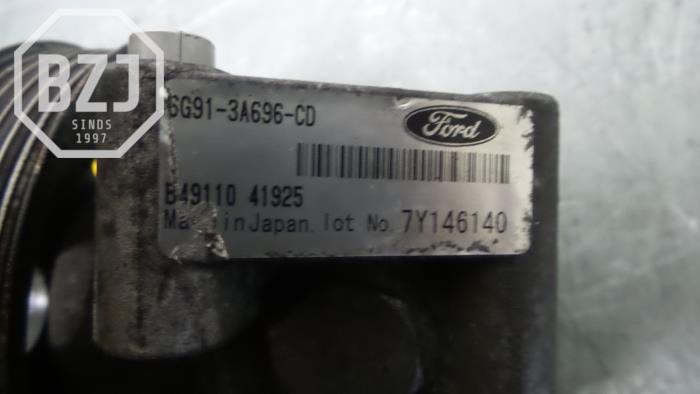 BZJ
SINDS
1997
6G91-3A696-CD
Ford
B49110 41925
Made in Japan. lot No. 7Y146140